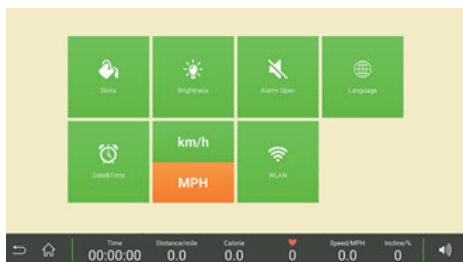 Skins
Brightness
Alarm Open
Language
Date&Time
km/h
MPH
WLAN
Time
00:00:00
Distance/mile
0.0
Calorie
0.0
0
Speed/MPH
0.0
Incline/%
0